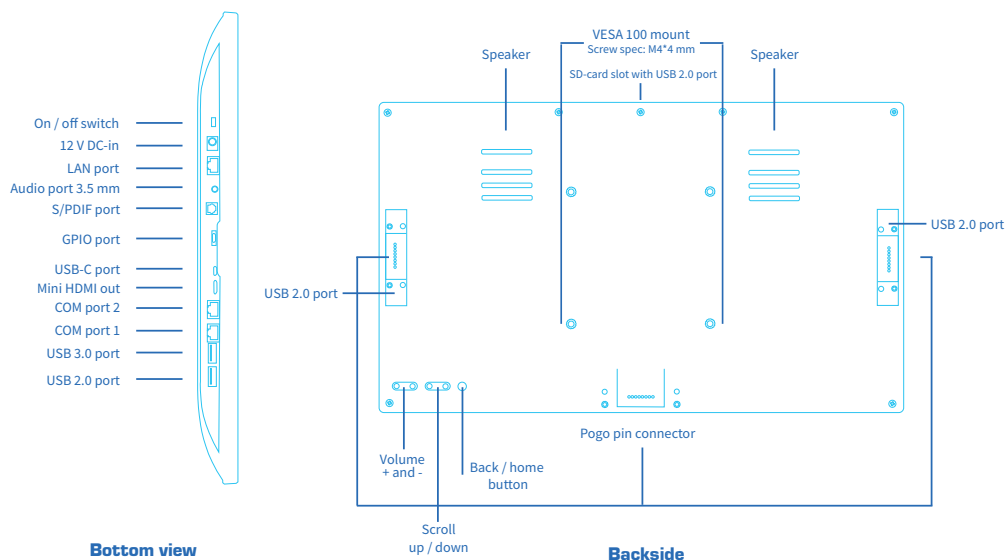 On / off switch
12 V DC-in
LAN port
Audio port 3.5 mm
S/PDIF port
GPIO port
USB-C port
Mini HDMI out
COM port 2
COM port 1
USB 3.0 port
USB 2.0 port
Bottom view
VESA 100 mount
Screw spec: M4*4 mm
Speaker
Speaker
SD-card slot with USB 2.0 port
USB 2.0 port
USB 2.0 port
Pogo pin connector
Volume
+ and -
Back / home
button
Scroll
up / down
Backside